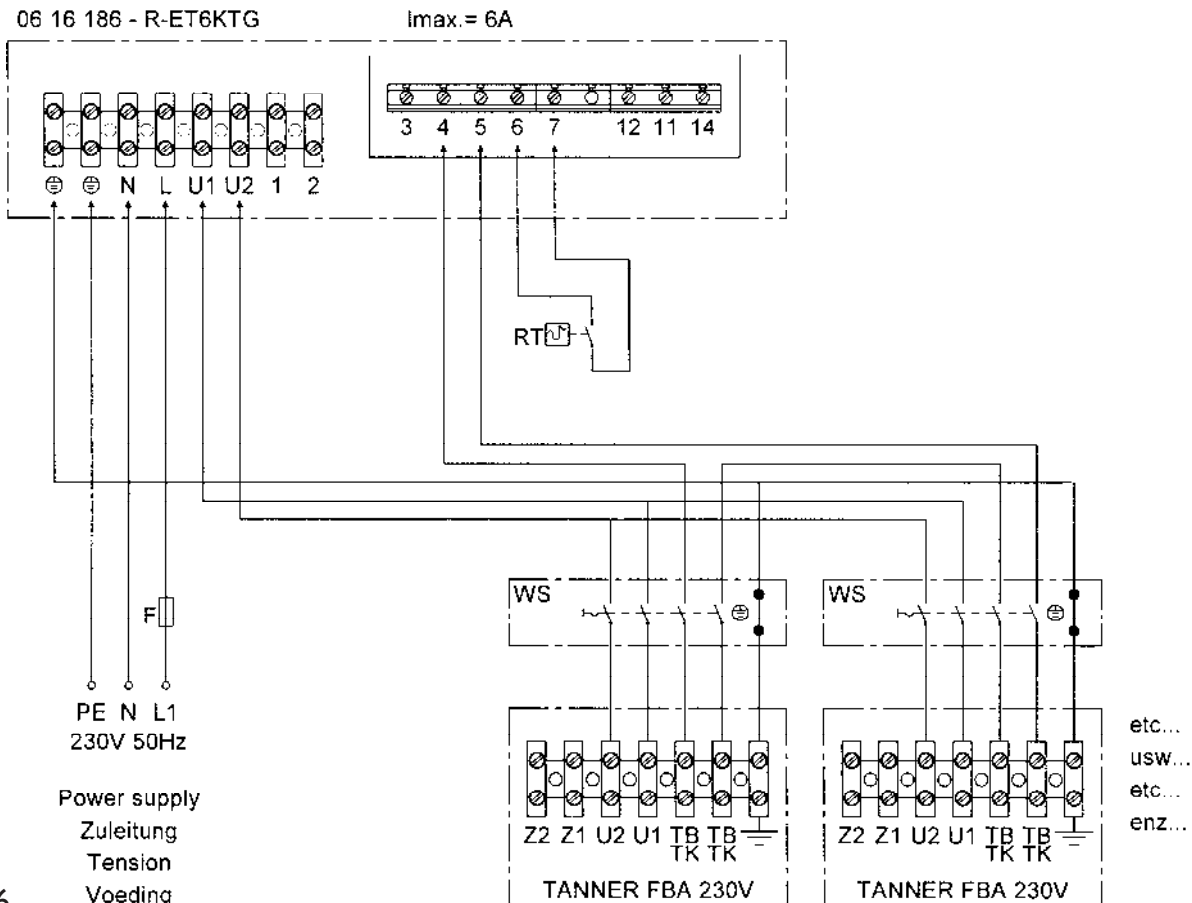 06 16 186 - R-ET6KTG Imax.= 6A
3 4 5 6 7 12 11 14
N L U1 U2 1 2
RT
F
WS WS
PE N L1
230V 50Hz
Power supply
Zuleitung
Tension
Voeding
Z2 Z1 U2 U1 TB TB
TK TK
TANNER FBA 230V
Z2 Z1 U2 U1 TB TB
TK TK
TANNER FBA 230V
etc...
usw...
etc...
enz...